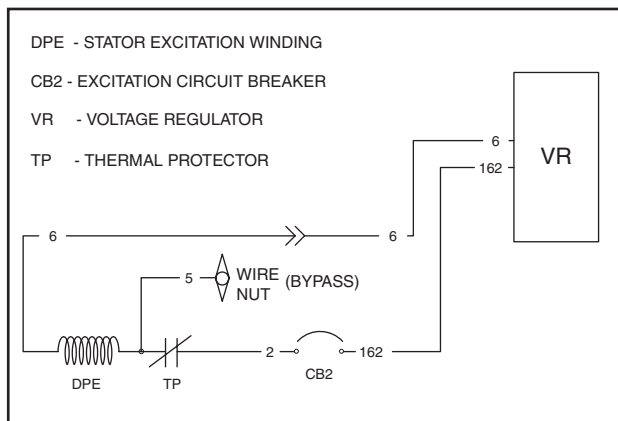 DPE - STATOR EXCITATION WINDING
CB2 - EXCITATION CIRCUIT BREAKER
VR - VOLTAGE REGULATOR
TP - THERMAL PROTECTOR
6
162
VR
6
6
5
WIRE NUT (BYPASS)
2
162
DPE
TP
CB2